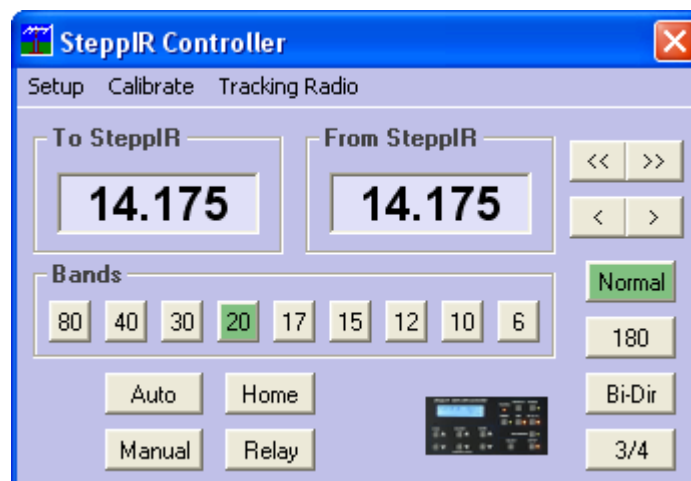 SteppIR Controller
Setup Calibrate Tracking Radio
To SteppIR From SteppIR
14.175 14.175
<< >>
< >
Bands
80 40 30 20 17 15 12 10 6
Normal
180
Auto Home Bi-Dir
Manual Relay 3/4